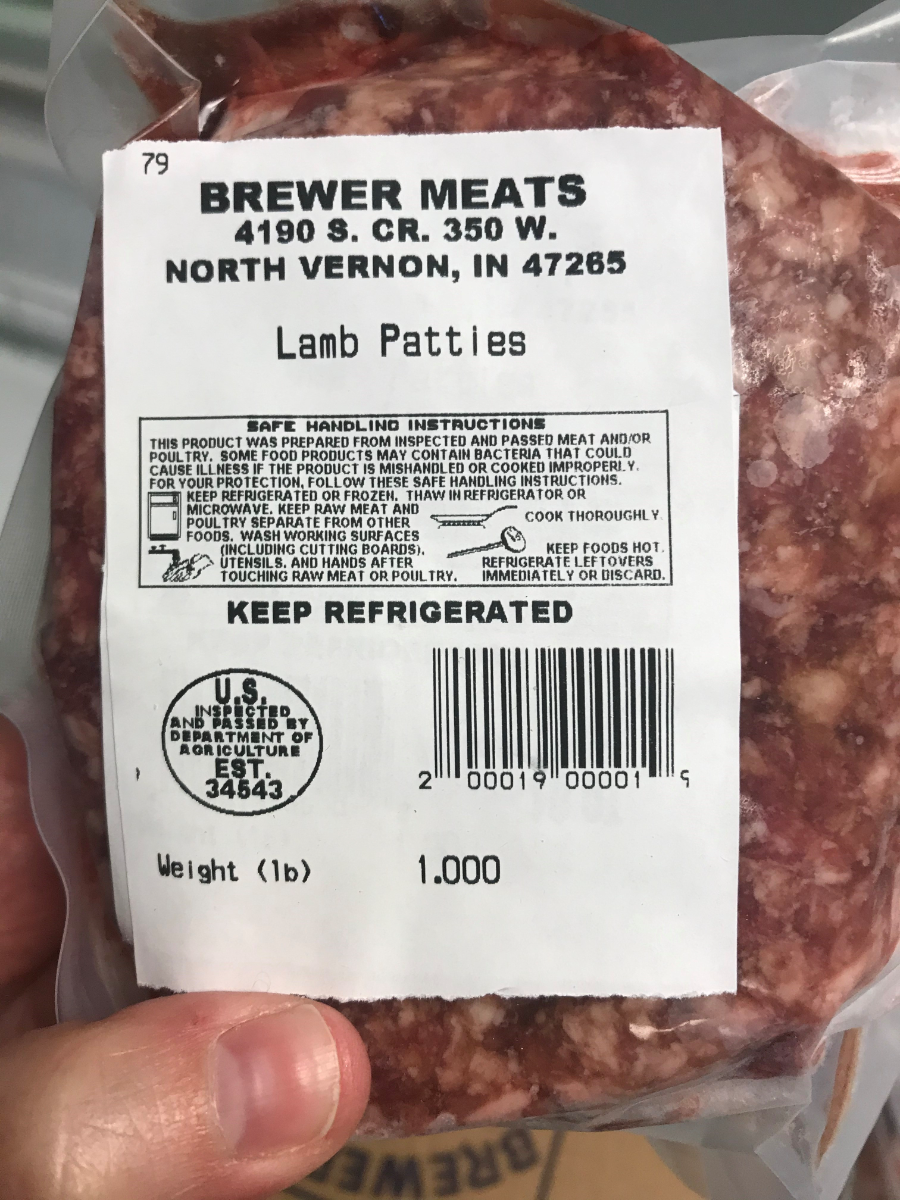 79
BREWER MEATS
4190 S. CR. 350 W.
NORTH VERNON, IN 47265
Lamb Patties
SAFE HANDLING INSTRUCTIONS
THIS PRODUCT WAS PREPARED FROM INSPECTED AND PASSED MEAT AND/OR
POULTRY. SOME FOOD PRODUCTS MAY CONTAIN BACTERIA THAT COULD
CAUSE ILLNESS IF THE PRODUCT IS MISHANDLED OR COOKED IMPROPERLY.
FOR YOUR PROTECTION, FOLLOW THESE SAFE HANDLING INSTRUCTIONS.
KEEP REFRIGERATED OR FROZEN. THAW IN REFRIGERATOR OR
MICROWAVE. KEEP RAW MEAT AND
POULTRY SEPARATE FROM OTHER
FOODS. WASH WORKING SURFACES
(INCLUDING CUTTING BOARDS),
UTENSILS. AND HANDS AFTER
TOUCHING RAW MEAT OR POULTRY.
COOK THOROUGHLY.
KEEP FOODS HOT.
REFRIGERATE LEFTOVERS
IMMEDIATELY OR DISCARD.
KEEP REFRIGERATED
U.S.
INSPECTED
AND PASSED BY
DEPARTMENT OF
AGRICULTURE
EST.
34543
2 00019 00001 9
Weight (lb) 1.000
BREWE